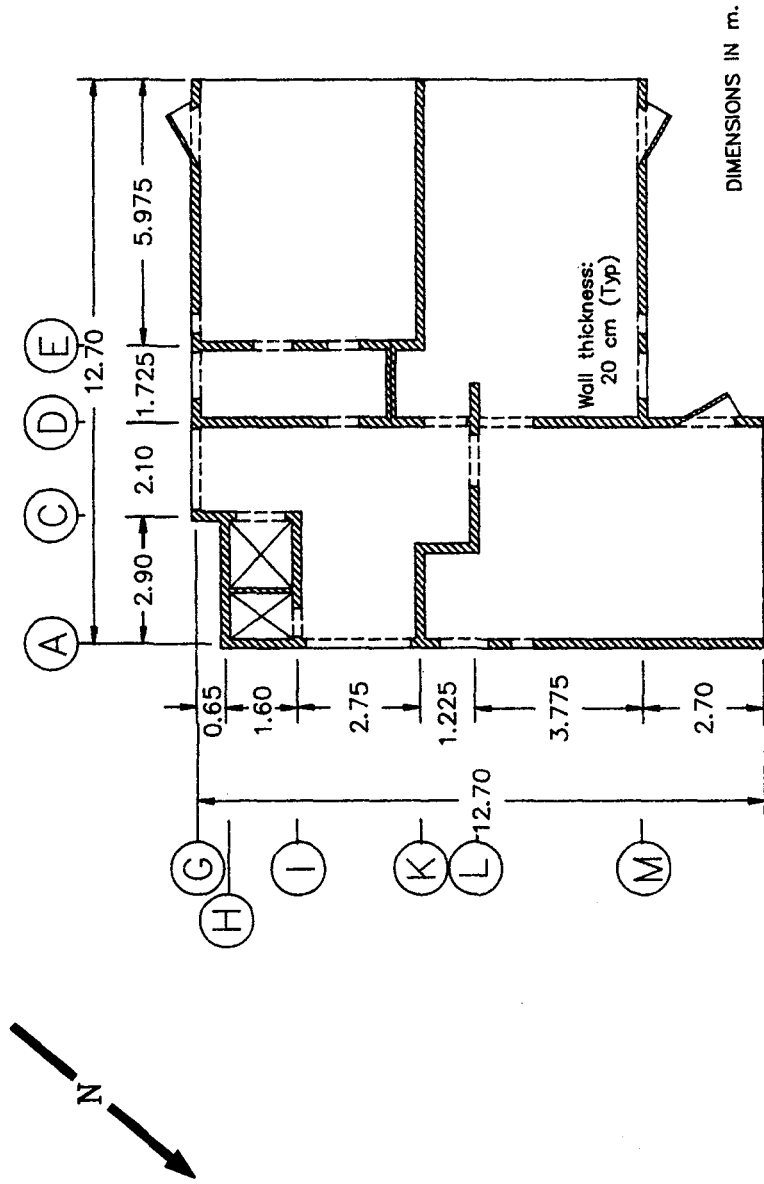 DIMENSIONS IN m.
A
C
D
E
12.70
2.90
2.10
1.725
5.975
G
H
I
K
L
M
0.65
1.60
2.75
1.225
3.775
2.70
12.70
Wall thickness:
20 cm (Typ)
N